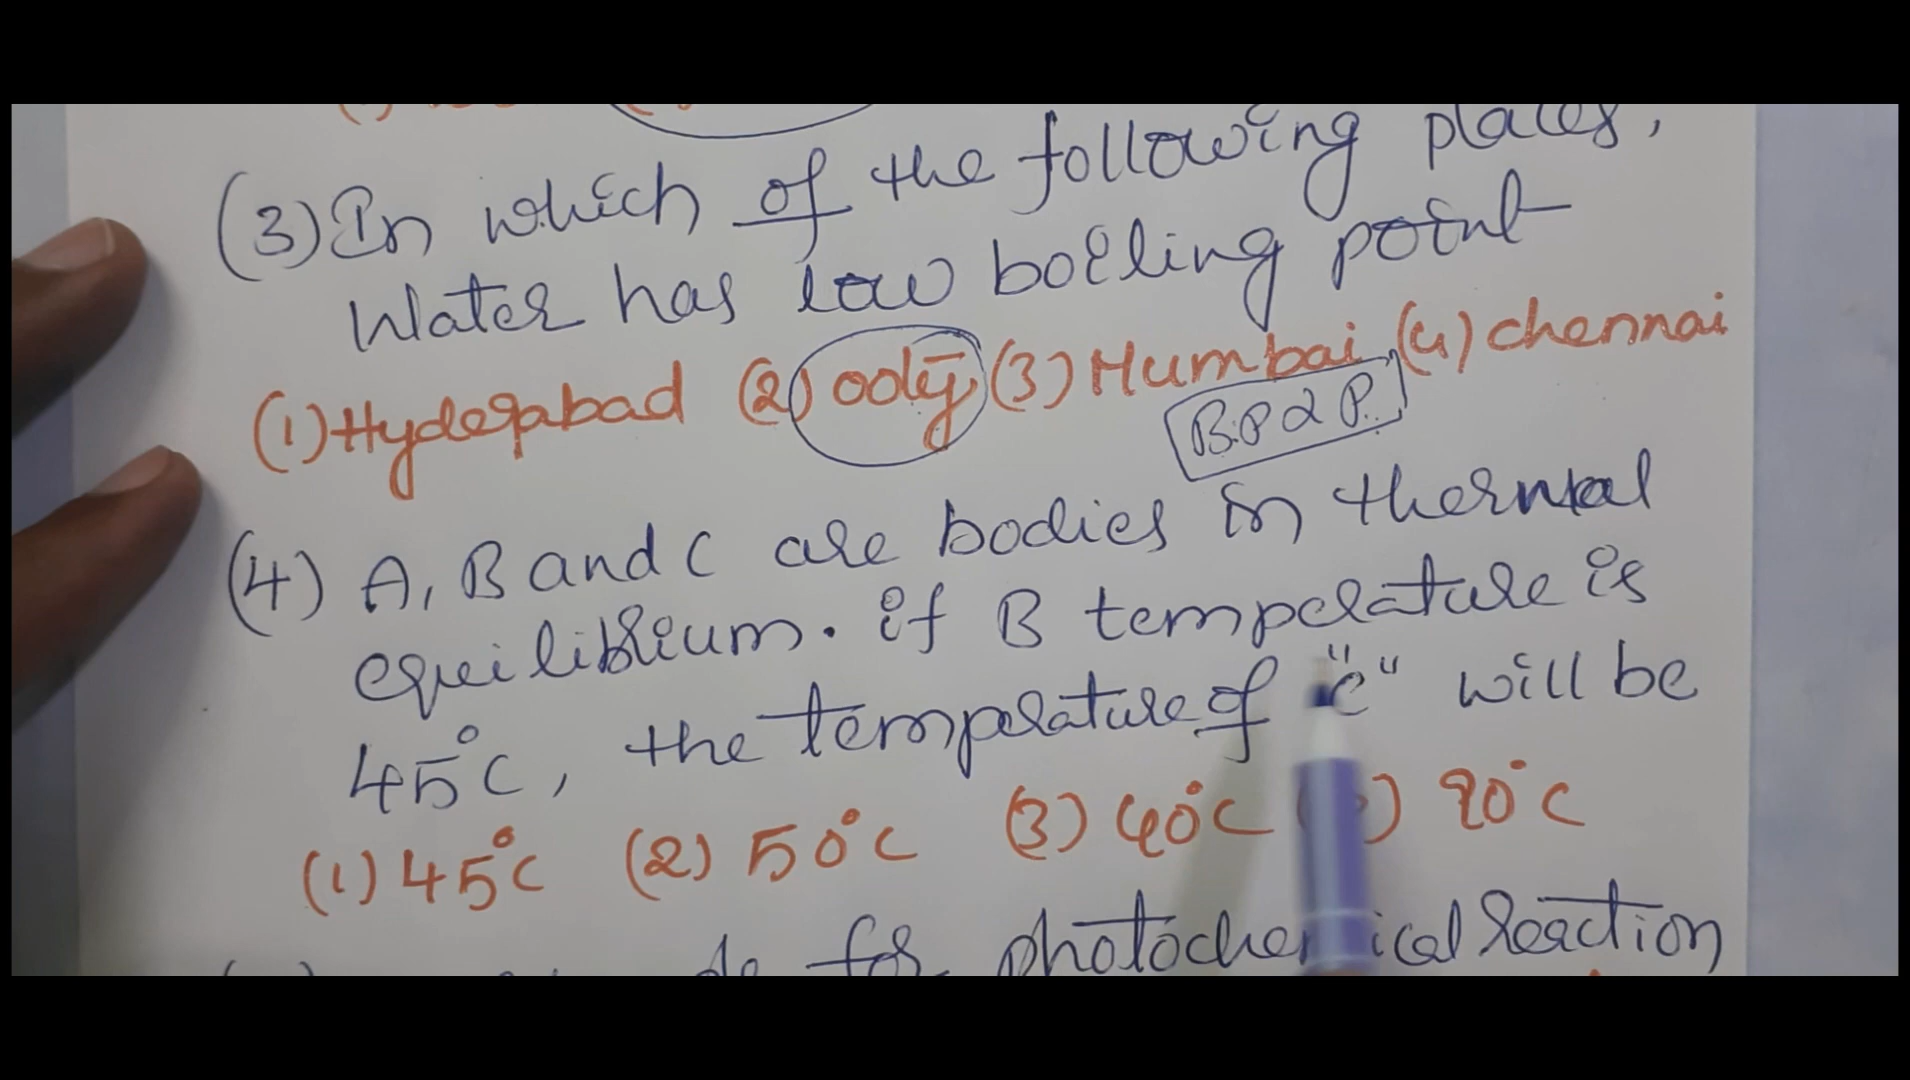 (3) In which of the following places,
Water has low boiling point
(1) Hyderabad (2) ooty (3) Mumbai (4) chennai
B.P α P.
(4) A, B and C are bodies in thermal
equilibrium. if B temperature is
45°C, the temperature of "c" will be
(1) 45°C (2) 50°C (3) 40°C ( ) 90°C
for photochemical reaction